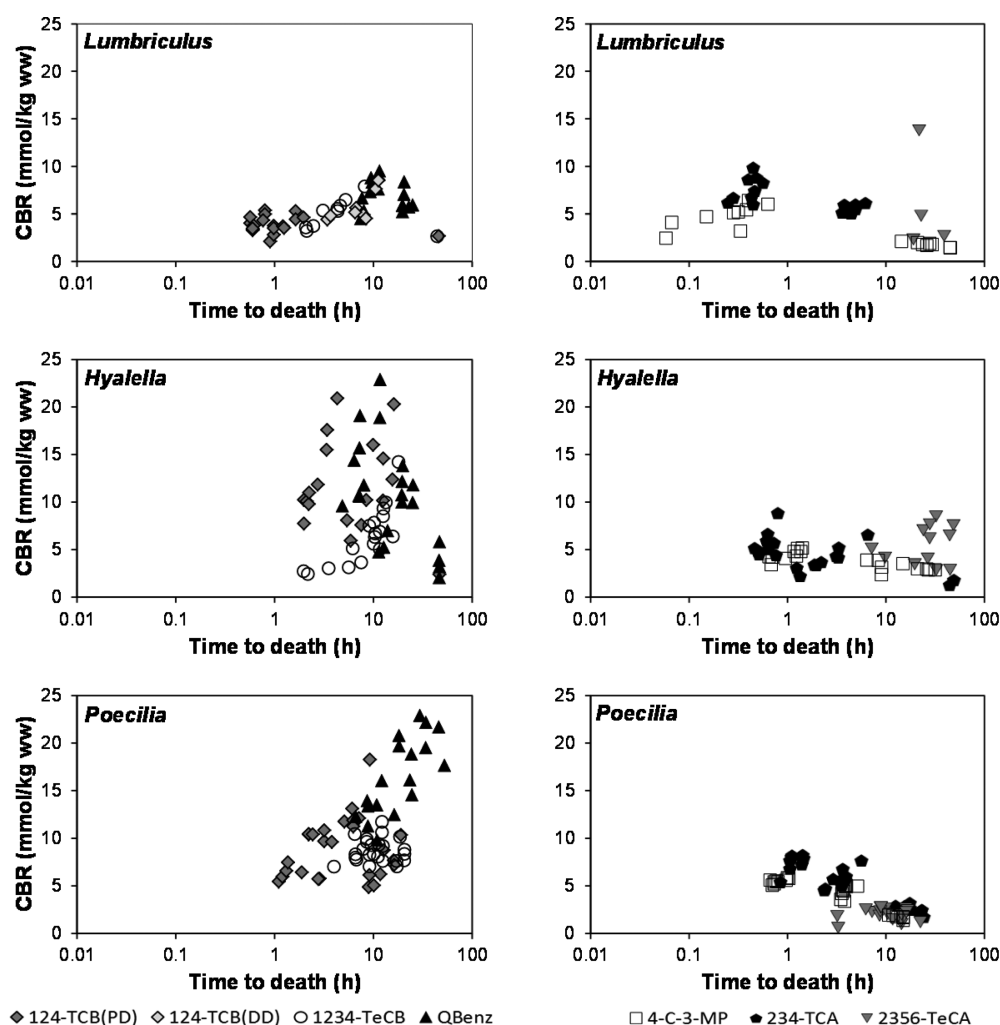 Lumbriculus
25
20
15
10
5
0
CBR (mmol/kg ww)
0.01 0.1 1 10 100
Time to death (h)
Lumbriculus
25
20
15
10
5
0
0.01 0.1 1 10 100
Time to death (h)
Hyalella
25
20
15
10
5
0
CBR (mmol/kg ww)
0.01 0.1 1 10 100
Time to death (h)
Hyalella
25
20
15
10
5
0
0.01 0.1 1 10 100
Time to death (h)
Poecilia
25
20
15
10
5
0
CBR (mmol/kg ww)
0.01 0.1 1 10 100
Time to death (h)
Poecilia
25
20
15
10
5
0
0.01 0.1 1 10 100
Time to death (h)
124-TCB(PD) 124-TCB(DD) 1234-TeCB QBenz
4-C-3-MP 234-TCA 2356-TeCA